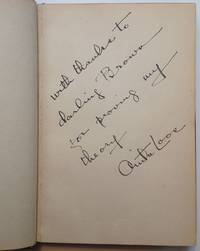 with thanks to
darling Brown
for proving
my
theory
Anita Loos